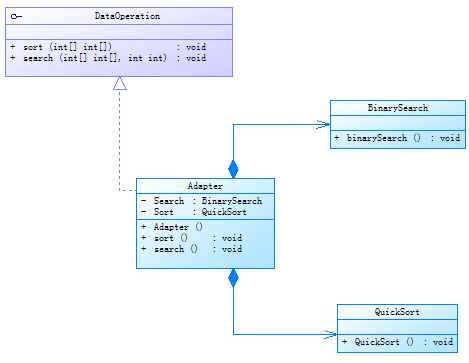 DataOperation
+ sort (int[] int[]) : void
+ search (int[] int[], int int) : void
BinarySearch
+ binarySearch () : void
Adapter
- Search : BinarySearch
- Sort : QuickSort
+ Adapter ()
+ sort () : void
+ search () : void
QuickSort
+ QuickSort () : void